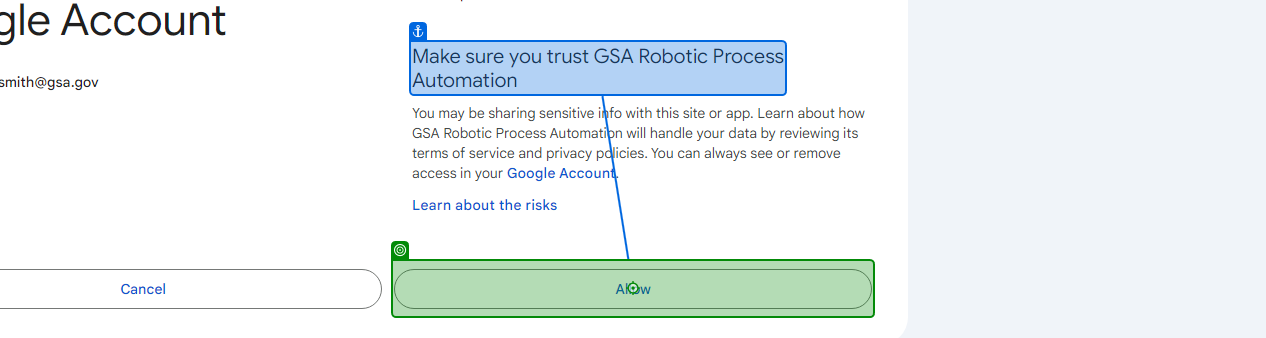 gle Account
smith@gsa.gov
Make sure you trust GSA Robotic Process
Automation
You may be sharing sensitive info with this site or app. Learn about how
GSA Robotic Process Automation will handle your data by reviewing its
terms of service and privacy policies. You can always see or remove
access in your Google Account.
Learn about the risks
Cancel
Allow